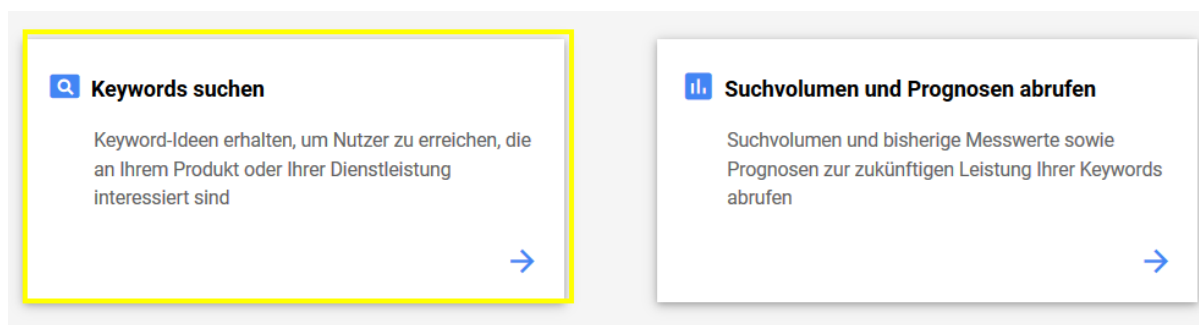 Keywords suchen
Keyword-Ideen erhalten, um Nutzer zu erreichen, die
an Ihrem Produkt oder Ihrer Dienstleistung
interessiert sind
Suchvolumen und Prognosen abrufen
Suchvolumen und bisherige Messwerte sowie
Prognosen zur zukünftigen Leistung Ihrer Keywords
abrufen